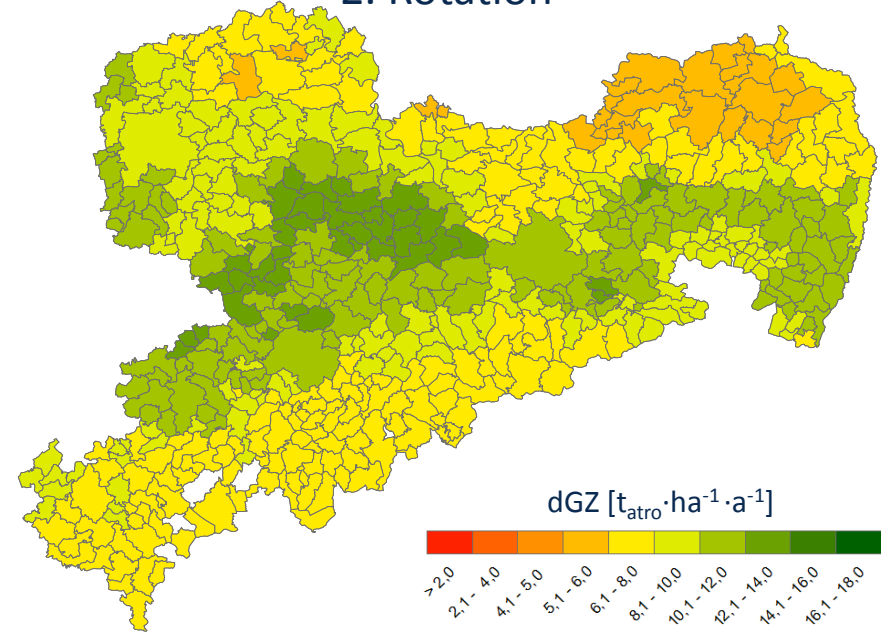 2. Rotation
dGZ [t_atro·ha⁻¹·a⁻¹]
> 2,0
2,1 - 4,0
4,1 - 5,0
5,1 - 6,0
6,1 - 8,0
8,1 - 10,0
10,1 - 12,0
12,1 - 14,0
14,1 - 16,0
16,1 - 18,0